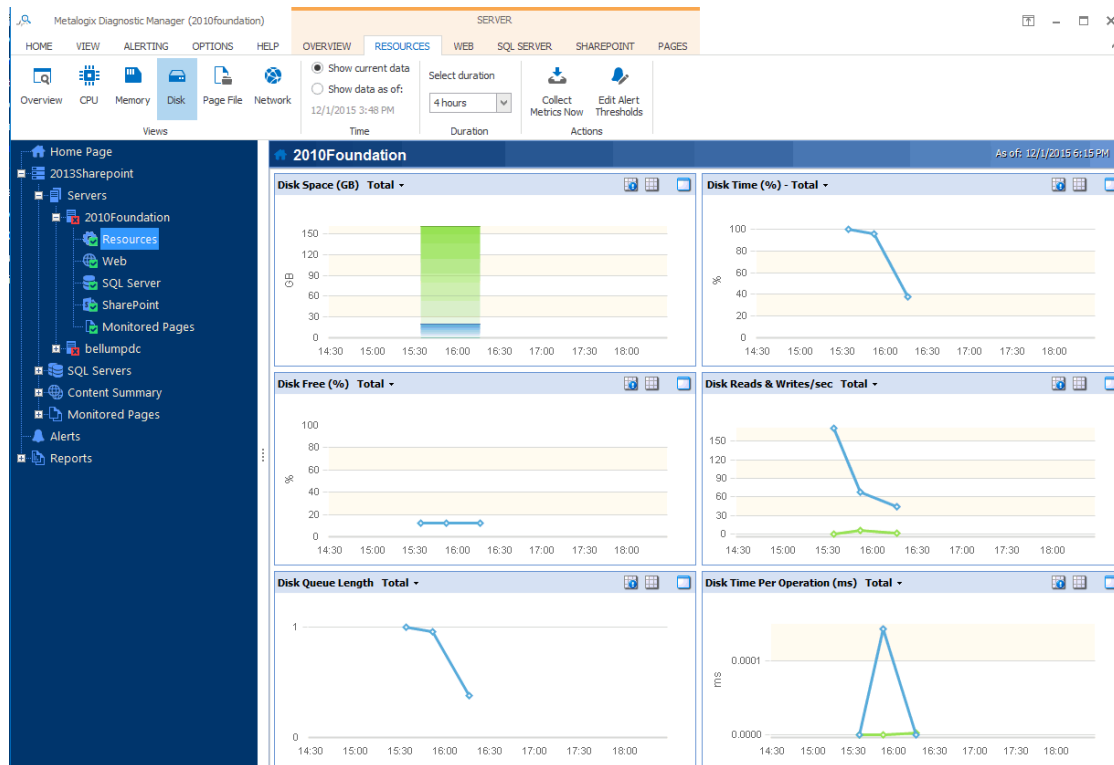 Metalogix Diagnostic Manager (2010foundation)
SERVER
HOME VIEW ALERTING OPTIONS HELP OVERVIEW RESOURCES WEB SQL SERVER SHAREPOINT PAGES
Overview CPU Memory Disk Page File Network
Views
Show current data
Show data as of:
12/1/2015 3:48 PM
Time
Select duration
4 hours
Duration
Collect Metrics Now
Edit Alert Thresholds
Actions
Home Page
2013Sharepoint
Servers
2010Foundation
Resources
Web
SQL Server
SharePoint
Monitored Pages
bellumpdc
SQL Servers
Content Summary
Monitored Pages
Alerts
Reports
2010Foundation
As of: 12/1/2015 6:15 PM
Disk Space (GB) Total
GB
150
120
90
60
30
0
14:30 15:00 15:30 16:00 16:30 17:00 17:30 18:00
Disk Time (%) - Total
%
100
80
60
40
20
0
14:30 15:00 15:30 16:00 16:30 17:00 17:30 18:00
Disk Free (%) Total
%
100
80
60
40
20
0
14:30 15:00 15:30 16:00 16:30 17:00 17:30 18:00
Disk Reads & Writes/sec Total
150
120
90
60
30
0
14:30 15:00 15:30 16:00 16:30 17:00 17:30 18:00
Disk Queue Length Total
1
0
14:30 15:00 15:30 16:00 16:30 17:00 17:30 18:00
Disk Time Per Operation (ms) Total
ms
0.0001
0.0000
14:30 15:00 15:30 16:00 16:30 17:00 17:30 18:00